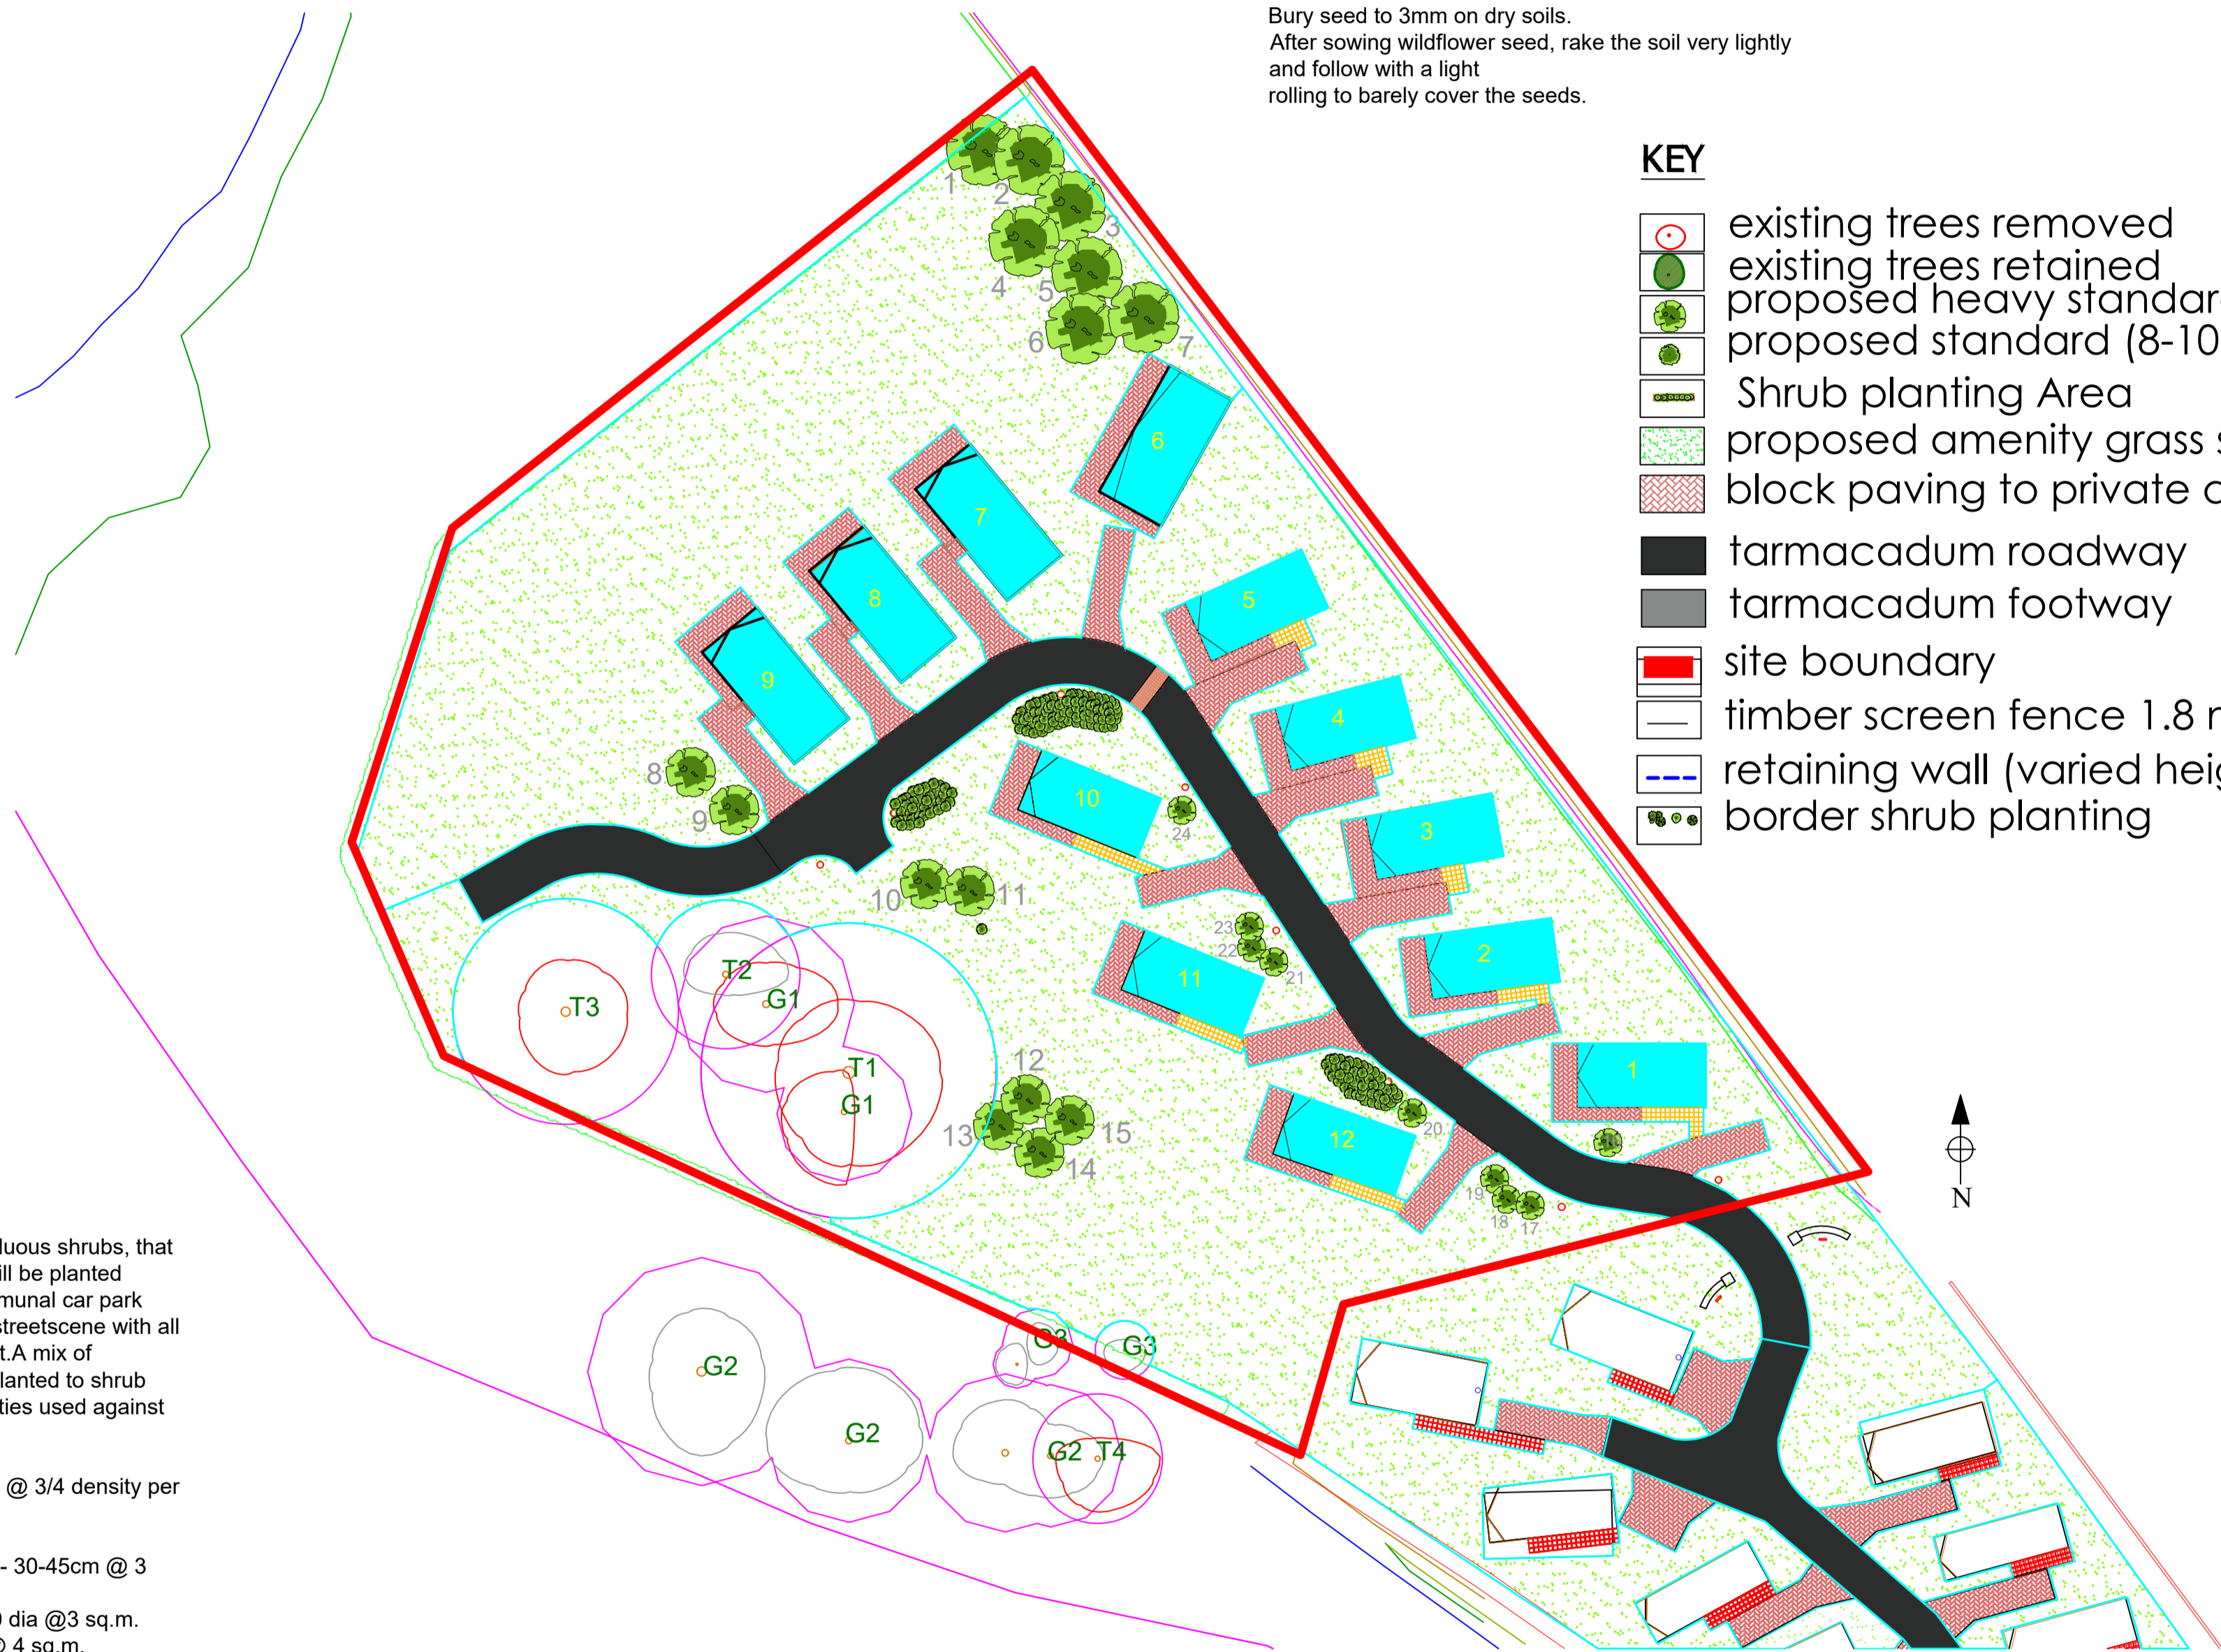 Bury seed to 3mm on dry soils.
After sowing wildflower seed, rake the soil very lightly
and follow with a light
rolling to barely cover the seeds.
KEY
existing trees removed
existing trees retained
proposed heavy standar
proposed standard (8-10
Shrub planting Area
proposed amenity grass s
block paving to private
tarmacadum roadway
tarmacadum footway
site boundary
timber screen fence 1.8
retaining wall (varied heig
border shrub planting
1
2
3
4
5
6
7
6
7
5
8
4
9
8
10
9
24
3
10
11
23
22
21
2
11
T2
G1
T3
12
T1
G1
13
15
14
1
20
12
19
18
17
N
G3
G3
G2
G2
G2
T4
luous shrubs, that
ill be planted
munal car park
streetscene with all
t.A mix of
lanted to shrub
ties used against
@ 3/4 density per
- 30-45cm @ 3
dia @3 sq.m.
@ 4 sq.m.